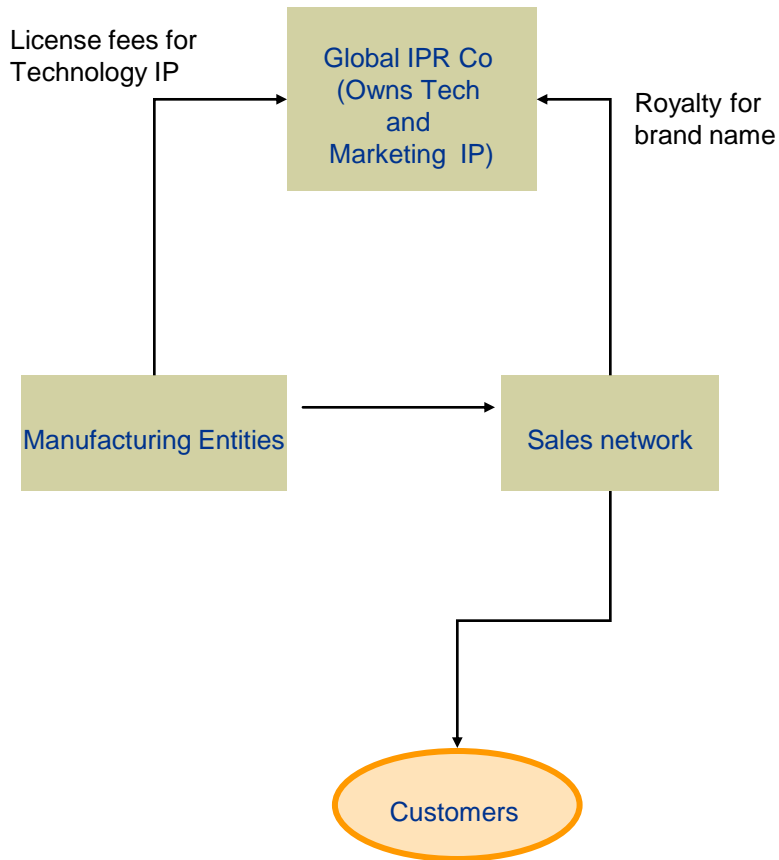 License fees for
Technology IP
Global IPR Co
(Owns Tech
and
Marketing IP)
Royalty for
brand name
Manufacturing Entities
Sales network
Customers